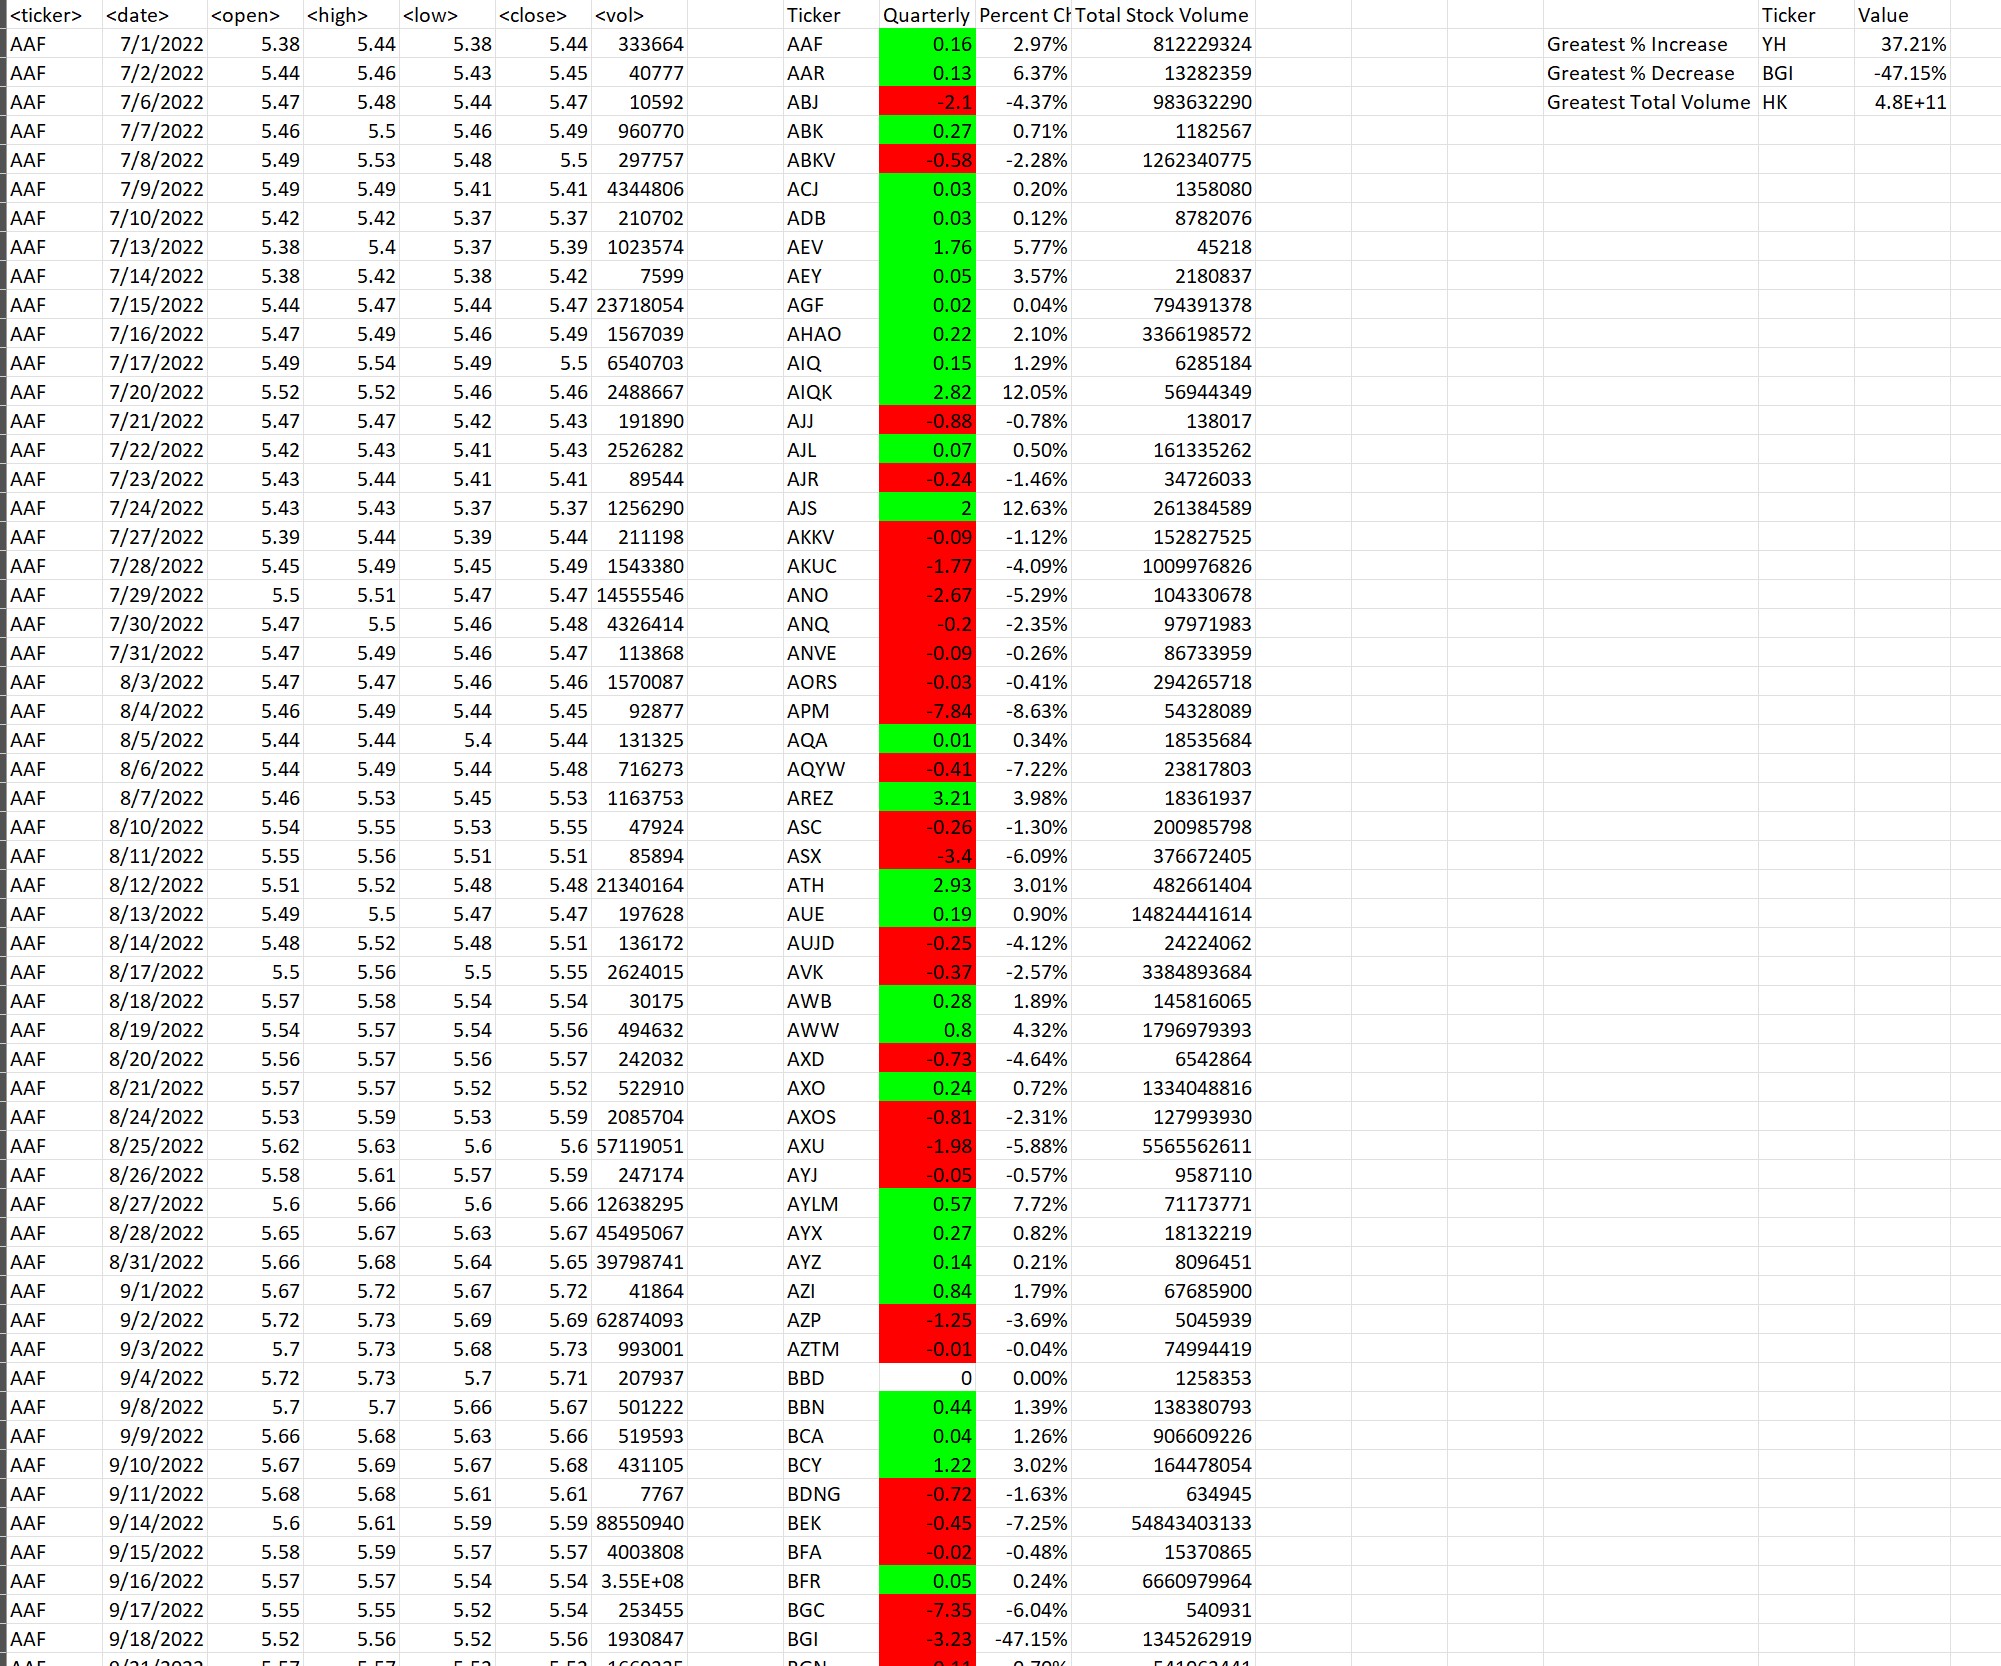 <ticker> <date> <open> <high> <low> <close> <vol> Ticker Quarterly Percent Ch Total Stock Volume Ticker Value
AAF 7/1/2022 5.38 5.44 5.38 5.44 333664 AAF 0.16 2.97% 812229324 Greatest % Increase YH 37.21%
AAF 7/2/2022 5.44 5.46 5.43 5.45 40777 AAR 0.13 6.37% 13282359 Greatest % Decrease BGI -47.15%
AAF 7/6/2022 5.47 5.48 5.44 5.47 10592 ABJ -2.1 -4.37% 983632290 Greatest Total Volume HK 4.8E+11
AAF 7/7/2022 5.46 5.5 5.46 5.49 960770 ABK 0.27 0.71% 1182567
AAF 7/8/2022 5.49 5.53 5.48 5.5 297757 ABKV -0.58 -2.28% 1262340775
AAF 7/9/2022 5.49 5.49 5.41 5.41 4344806 ACJ 0.03 0.20% 1358080
AAF 7/10/2022 5.42 5.42 5.37 5.37 210702 ADB 0.03 0.12% 8782076
AAF 7/13/2022 5.38 5.4 5.37 5.39 1023574 AEV 1.76 5.77% 45218
AAF 7/14/2022 5.38 5.42 5.38 5.42 7599 AEY 0.05 3.57% 2180837
AAF 7/15/2022 5.44 5.47 5.44 5.47 23718054 AGF 0.02 0.04% 794391378
AAF 7/16/2022 5.47 5.49 5.46 5.49 1567039 AHAO 0.22 2.10% 3366198572
AAF 7/17/2022 5.49 5.54 5.49 5.5 6540703 AIQ 0.15 1.29% 6285184
AAF 7/20/2022 5.52 5.52 5.46 5.46 2488667 AIQK 2.82 12.05% 56944349
AAF 7/21/2022 5.47 5.47 5.42 5.43 191890 AJJ -0.88 -0.78% 138017
AAF 7/22/2022 5.42 5.43 5.41 5.43 2526282 AJL 0.07 0.50% 161335262
AAF 7/23/2022 5.43 5.44 5.41 5.41 89544 AJR -0.24 -1.46% 34726033
AAF 7/24/2022 5.43 5.43 5.37 5.37 1256290 AJS 2 12.63% 261384589
AAF 7/27/2022 5.39 5.44 5.39 5.44 211198 AKKV -0.09 -1.12% 152827525
AAF 7/28/2022 5.45 5.49 5.45 5.49 1543380 AKUC -1.77 -4.09% 1009976826
AAF 7/29/2022 5.5 5.51 5.47 5.47 14555546 ANO -2.67 -5.29% 104330678
AAF 7/30/2022 5.47 5.5 5.46 5.48 4326414 ANQ -0.2 -2.35% 97971983
AAF 7/31/2022 5.47 5.49 5.46 5.47 113868 ANVE -0.09 -0.26% 86733959
AAF 8/3/2022 5.47 5.47 5.46 5.46 1570087 AORS -0.03 -0.41% 294265718
AAF 8/4/2022 5.46 5.49 5.44 5.45 92877 APM -7.84 -8.63% 54328089
AAF 8/5/2022 5.44 5.44 5.4 5.44 131325 AQA 0.01 0.34% 18535684
AAF 8/6/2022 5.44 5.49 5.44 5.48 716273 AQYW -0.41 -7.22% 23817803
AAF 8/7/2022 5.46 5.53 5.45 5.53 1163753 AREZ 3.21 3.98% 18361937
AAF 8/10/2022 5.54 5.55 5.53 5.55 47924 ASC -0.26 -1.30% 200985798
AAF 8/11/2022 5.55 5.56 5.51 5.51 85894 ASX -3.4 -6.09% 376672405
AAF 8/12/2022 5.51 5.52 5.48 5.48 21340164 ATH 2.93 3.01% 482661404
AAF 8/13/2022 5.49 5.5 5.47 5.47 197628 AUE 0.19 0.90% 14824441614
AAF 8/14/2022 5.48 5.52 5.48 5.51 136172 AUJD -0.25 -4.12% 24224062
AAF 8/17/2022 5.5 5.56 5.5 5.55 2624015 AVK -0.37 -2.57% 3384893684
AAF 8/18/2022 5.57 5.58 5.54 5.54 30175 AWB 0.28 1.89% 145816065
AAF 8/19/2022 5.54 5.57 5.54 5.56 494632 AWW 0.8 4.32% 1796979393
AAF 8/20/2022 5.56 5.57 5.56 5.57 242032 AXD -0.73 -4.64% 6542864
AAF 8/21/2022 5.57 5.57 5.52 5.52 522910 AXO 0.24 0.72% 1334048816
AAF 8/24/2022 5.53 5.59 5.53 5.59 2085704 AXOS -0.81 -2.31% 127993930
AAF 8/25/2022 5.62 5.63 5.6 5.6 57119051 AXU -1.98 -5.88% 5565562611
AAF 8/26/2022 5.58 5.61 5.57 5.59 247174 AYJ -0.05 -0.57% 9587110
AAF 8/27/2022 5.6 5.66 5.6 5.66 12638295 AYLM 0.57 7.72% 71173771
AAF 8/28/2022 5.65 5.67 5.63 5.67 45495067 AYX 0.27 0.82% 18132219
AAF 8/31/2022 5.66 5.68 5.64 5.65 39798741 AYZ 0.14 0.21% 8096451
AAF 9/1/2022 5.67 5.72 5.67 5.72 41864 AZI 0.84 1.79% 67685900
AAF 9/2/2022 5.72 5.73 5.69 5.69 62874093 AZP -1.25 -3.69% 5045939
AAF 9/3/2022 5.7 5.73 5.68 5.73 993001 AZTM -0.01 -0.04% 74994419
AAF 9/4/2022 5.72 5.73 5.7 5.71 207937 BBD 0 0.00% 1258353
AAF 9/8/2022 5.7 5.7 5.66 5.67 501222 BBN 0.44 1.39% 138380793
AAF 9/9/2022 5.66 5.68 5.63 5.66 519593 BCA 0.04 1.26% 906609226
AAF 9/10/2022 5.67 5.69 5.67 5.68 431105 BCY 1.22 3.02% 164478054
AAF 9/11/2022 5.68 5.68 5.61 5.61 7767 BDNG -0.72 -1.63% 634945
AAF 9/14/2022 5.6 5.61 5.59 5.59 88550940 BEK -0.45 -7.25% 54843403133
AAF 9/15/2022 5.58 5.59 5.57 5.57 4003808 BFA -0.02 -0.48% 15370865
AAF 9/16/2022 5.57 5.57 5.54 5.54 3.55E+08 BFR 0.05 0.24% 6660979964
AAF 9/17/2022 5.55 5.55 5.52 5.54 253455 BGC -7.35 -6.04% 540931
AAF 9/18/2022 5.52 5.56 5.52 5.56 1930847 BGI -3.23 -47.15% 1345262919